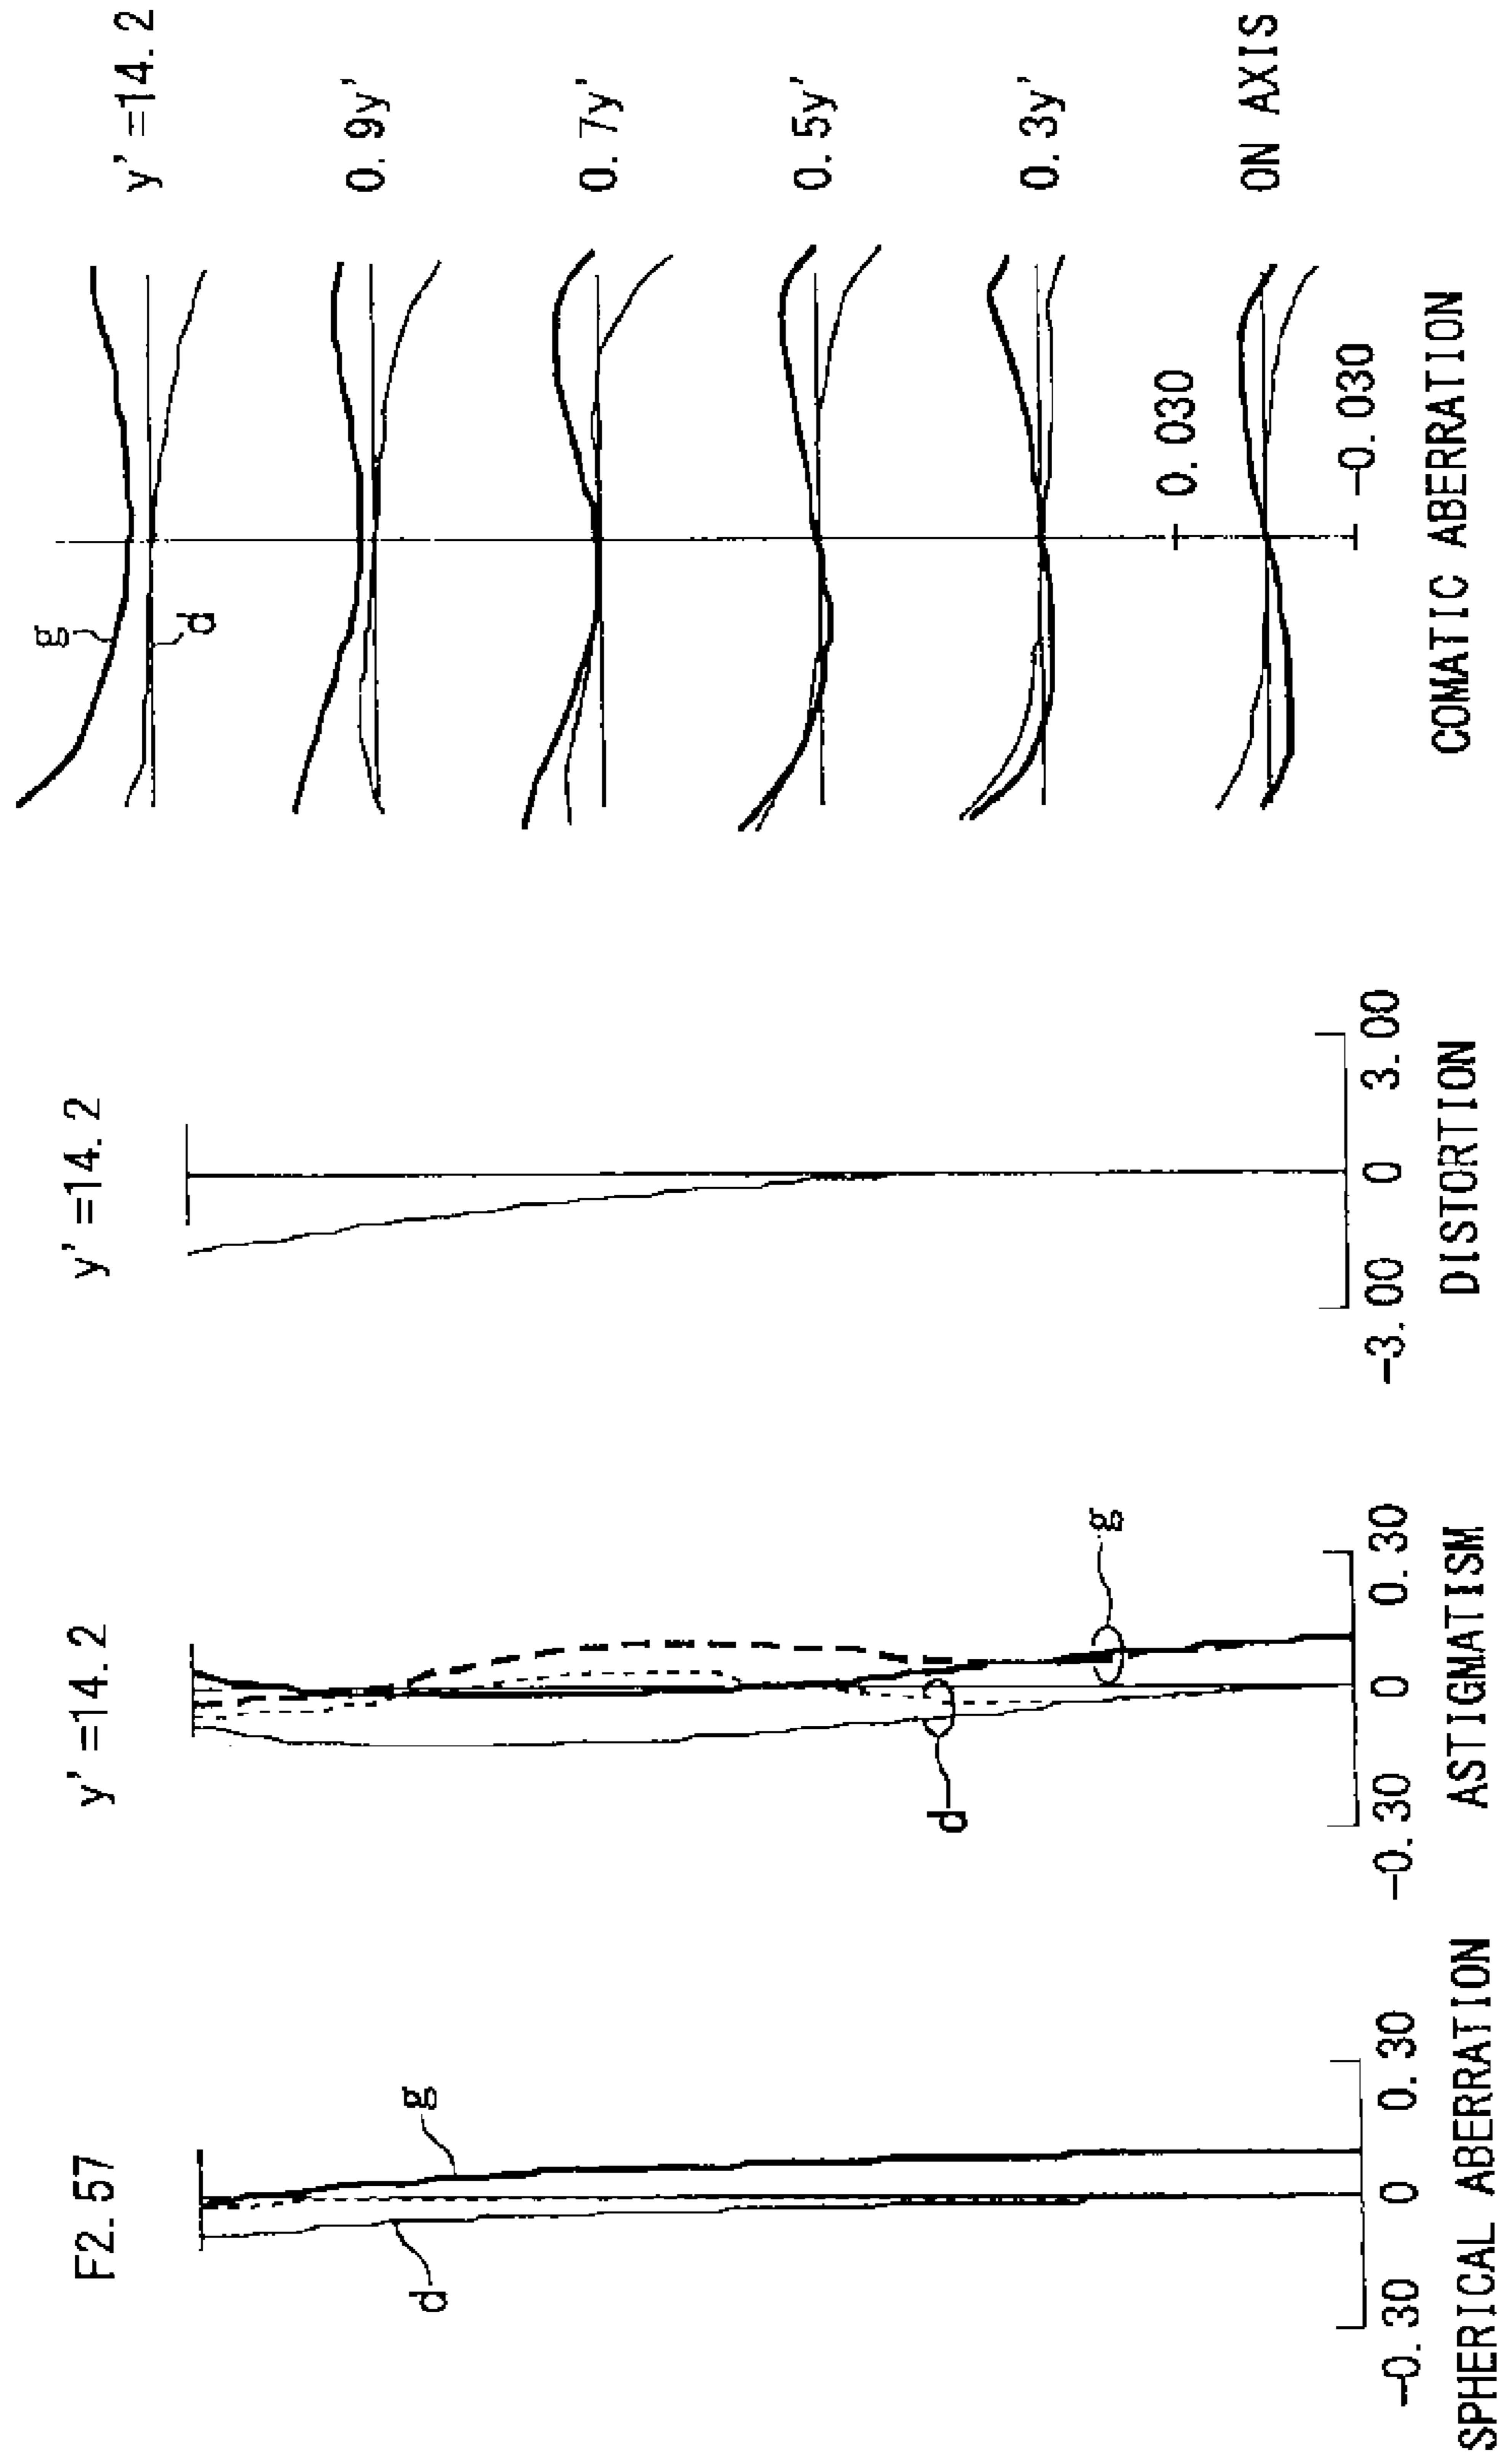 F2.57
g
d
-0.30
0
0.30
SPHERICAL ABERRATION
y'=14.2
g
d
-0.30
0
0.30
ASTIGMATISM
y'=14.2
-3.00
0
3.00
DISTORTION
y'=14.2
g
d
0.9y'
0.7y'
0.5y'
0.3y'
0.030
ON AXIS
-0.030
COMATIC ABERRATION